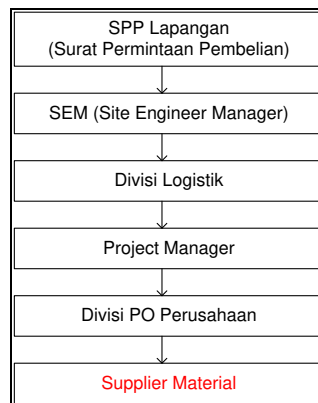 SPP Lapangan
(Surat Permintaan Pembelian)
SEM (Site Engineer Manager)
Divisi Logistik
Project Manager
Divisi PO Perusahaan
Supplier Material